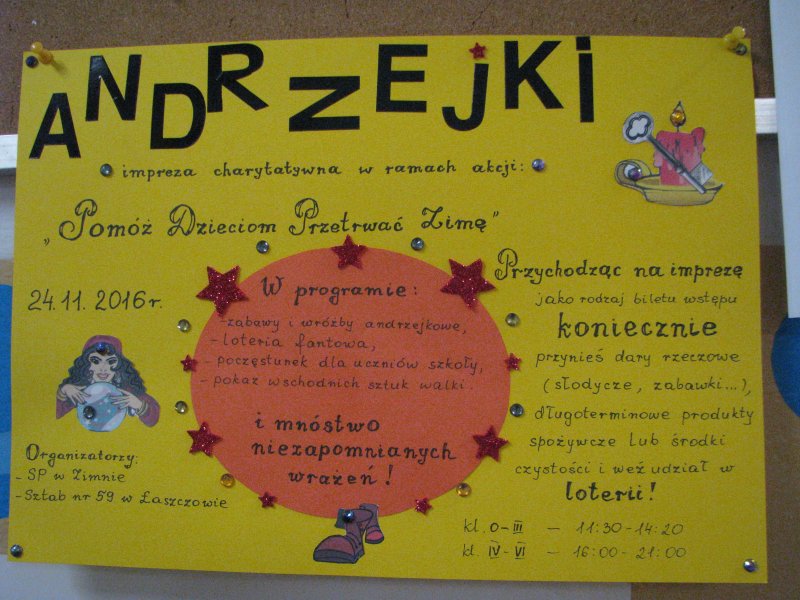 ANDRZEJKi
impreza charytatywna w ramach akcji:
„Pomóż Dzieciom Przetrwać Zimę"
24.11.2016r.
Organizatorzy:
- SP w Zimnie
- Sztab nr 59 w Łaszczowie
W programie:
- zabawy i wróżby andrzejkowe,
- loteria fantowa,
- poczęstunek dla uczniów szkoły,
- pokaz wschodnich sztuk walki.
i mnóstwo
niezapomnianych
wrażeń!
Przychodząc na imprezę
jako rodzaj biletu wstępu
koniecznie
przynieś dary rzeczowe
(słodycze, zabawki...),
długoterminowe produkty
spożywcze lub środki
czystości i weź udział w
loterii!
kl. 0-III - 11:30-14:20
kl. IV-VI - 16:00-21:00